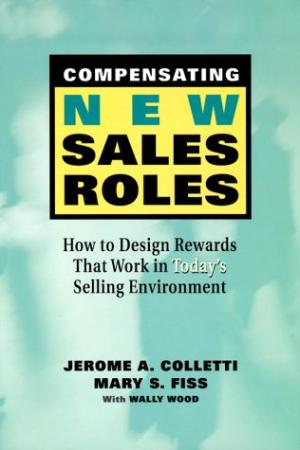 COMPENSATING
NEW
SALES
ROLES
How to Design Rewards
That Work in Today's
Selling Environment
JEROME A. COLLETTI
MARY S. FISS
With WALLY WOOD